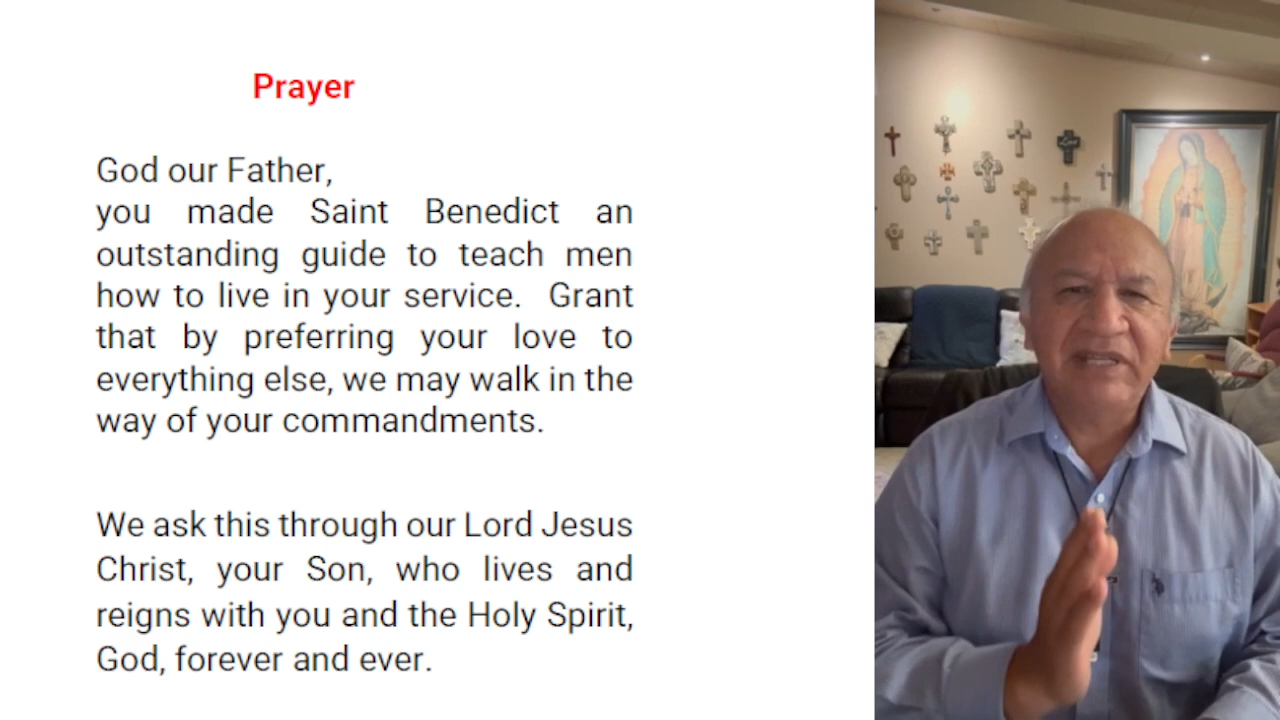 Prayer
God our Father,
you made Saint Benedict an
outstanding guide to teach men
how to live in your service. Grant
that by preferring your love to
everything else, we may walk in the
way of your commandments.
We ask this through our Lord Jesus
Christ, your Son, who lives and
reigns with you and the Holy Spirit,
God, forever and ever.